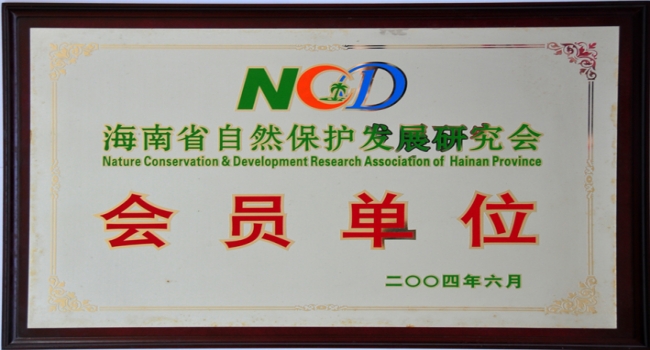 NCD
海南省自然保护发展研究会
Nature Conservation & Development Research Association of Hainan Province
会员单位
二〇〇四年六月